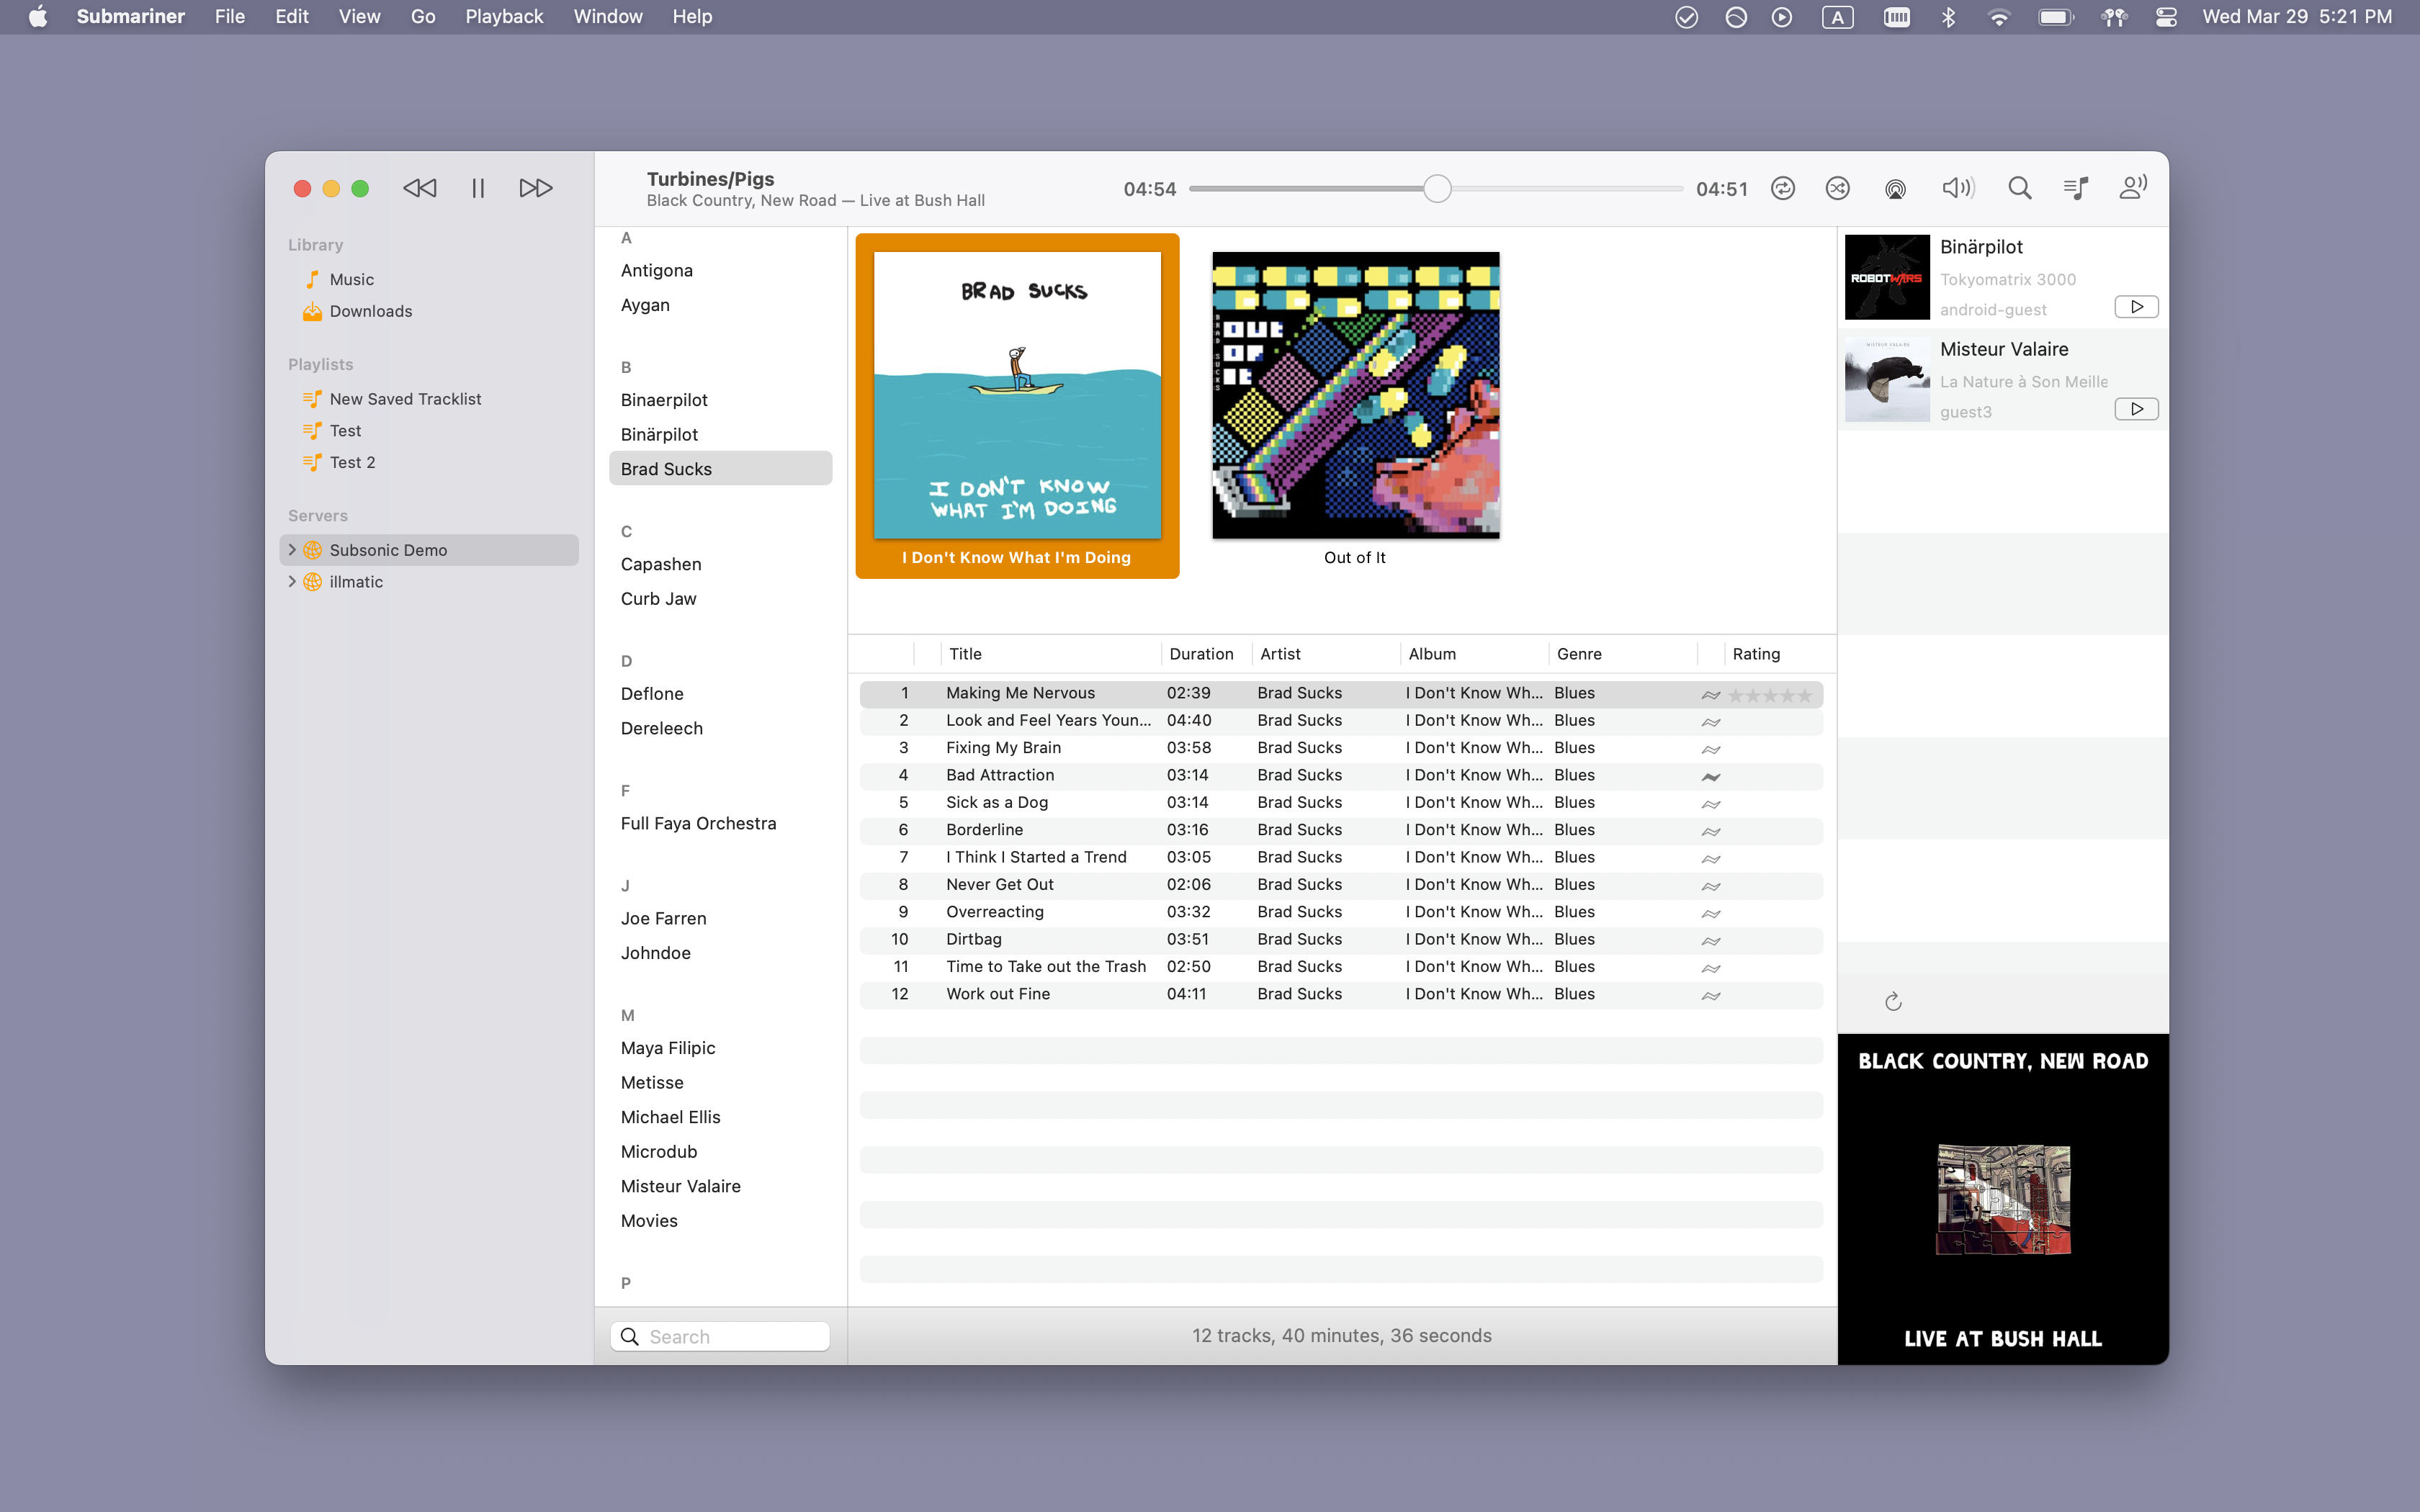 Submariner File Edit View Go Playback Window Help
A
Wed Mar 29 5:21 PM
Turbines/Pigs
Black Country, New Road — Live at Bush Hall
04:54
04:51
Library
Music
Downloads
Playlists
New Saved Tracklist
Test
Test 2
Servers
Subsonic Demo
illmatic
A
Antigona
Aygan
B
Binaerpilot
Binärpilot
Brad Sucks
C
Capashen
Curb Jaw
D
Deflone
Dereleech
F
Full Faya Orchestra
J
Joe Farren
Johndoe
M
Maya Filipic
Metisse
Michael Ellis
Microdub
Misteur Valaire
Movies
P
Search
BRAD SUCKS
I DON'T KNOW
WHAT I'M DOING
I Don't Know What I'm Doing
BRAD SUCKS
OUT
OF
IT
Out of It
Title Duration Artist Album Genre Rating
1 Making Me Nervous 02:39 Brad Sucks I Don't Know Wh... Blues
2 Look and Feel Years Youn... 04:40 Brad Sucks I Don't Know Wh... Blues
3 Fixing My Brain 03:58 Brad Sucks I Don't Know Wh... Blues
4 Bad Attraction 03:14 Brad Sucks I Don't Know Wh... Blues
5 Sick as a Dog 03:14 Brad Sucks I Don't Know Wh... Blues
6 Borderline 03:16 Brad Sucks I Don't Know Wh... Blues
7 I Think I Started a Trend 03:05 Brad Sucks I Don't Know Wh... Blues
8 Never Get Out 02:06 Brad Sucks I Don't Know Wh... Blues
9 Overreacting 03:32 Brad Sucks I Don't Know Wh... Blues
10 Dirtbag 03:51 Brad Sucks I Don't Know Wh... Blues
11 Time to Take out the Trash 02:50 Brad Sucks I Don't Know Wh... Blues
12 Work out Fine 04:11 Brad Sucks I Don't Know Wh... Blues
12 tracks, 40 minutes, 36 seconds
ROBOTWARS
Binärpilot
Tokyomatrix 3000
android-guest
MISTEUR VALAIRE
Misteur Valaire
La Nature à Son Meille
guest3
BLACK COUNTRY, NEW ROAD
LIVE AT BUSH HALL